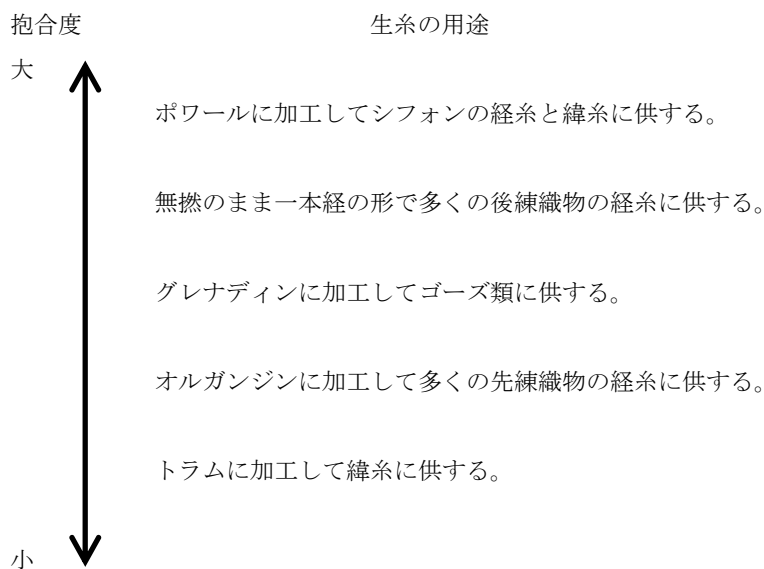 抱合度 生糸の用途
大
ポワールに加工してシフォンの経糸と緯糸に供する。
無撚のまま一本経の形で多くの後練織物の経糸に供する。
グレナディンに加工してゴーズ類に供する。
オルガンジンに加工して多くの先練織物の経糸に供する。
トラムに加工して緯糸に供する。
小